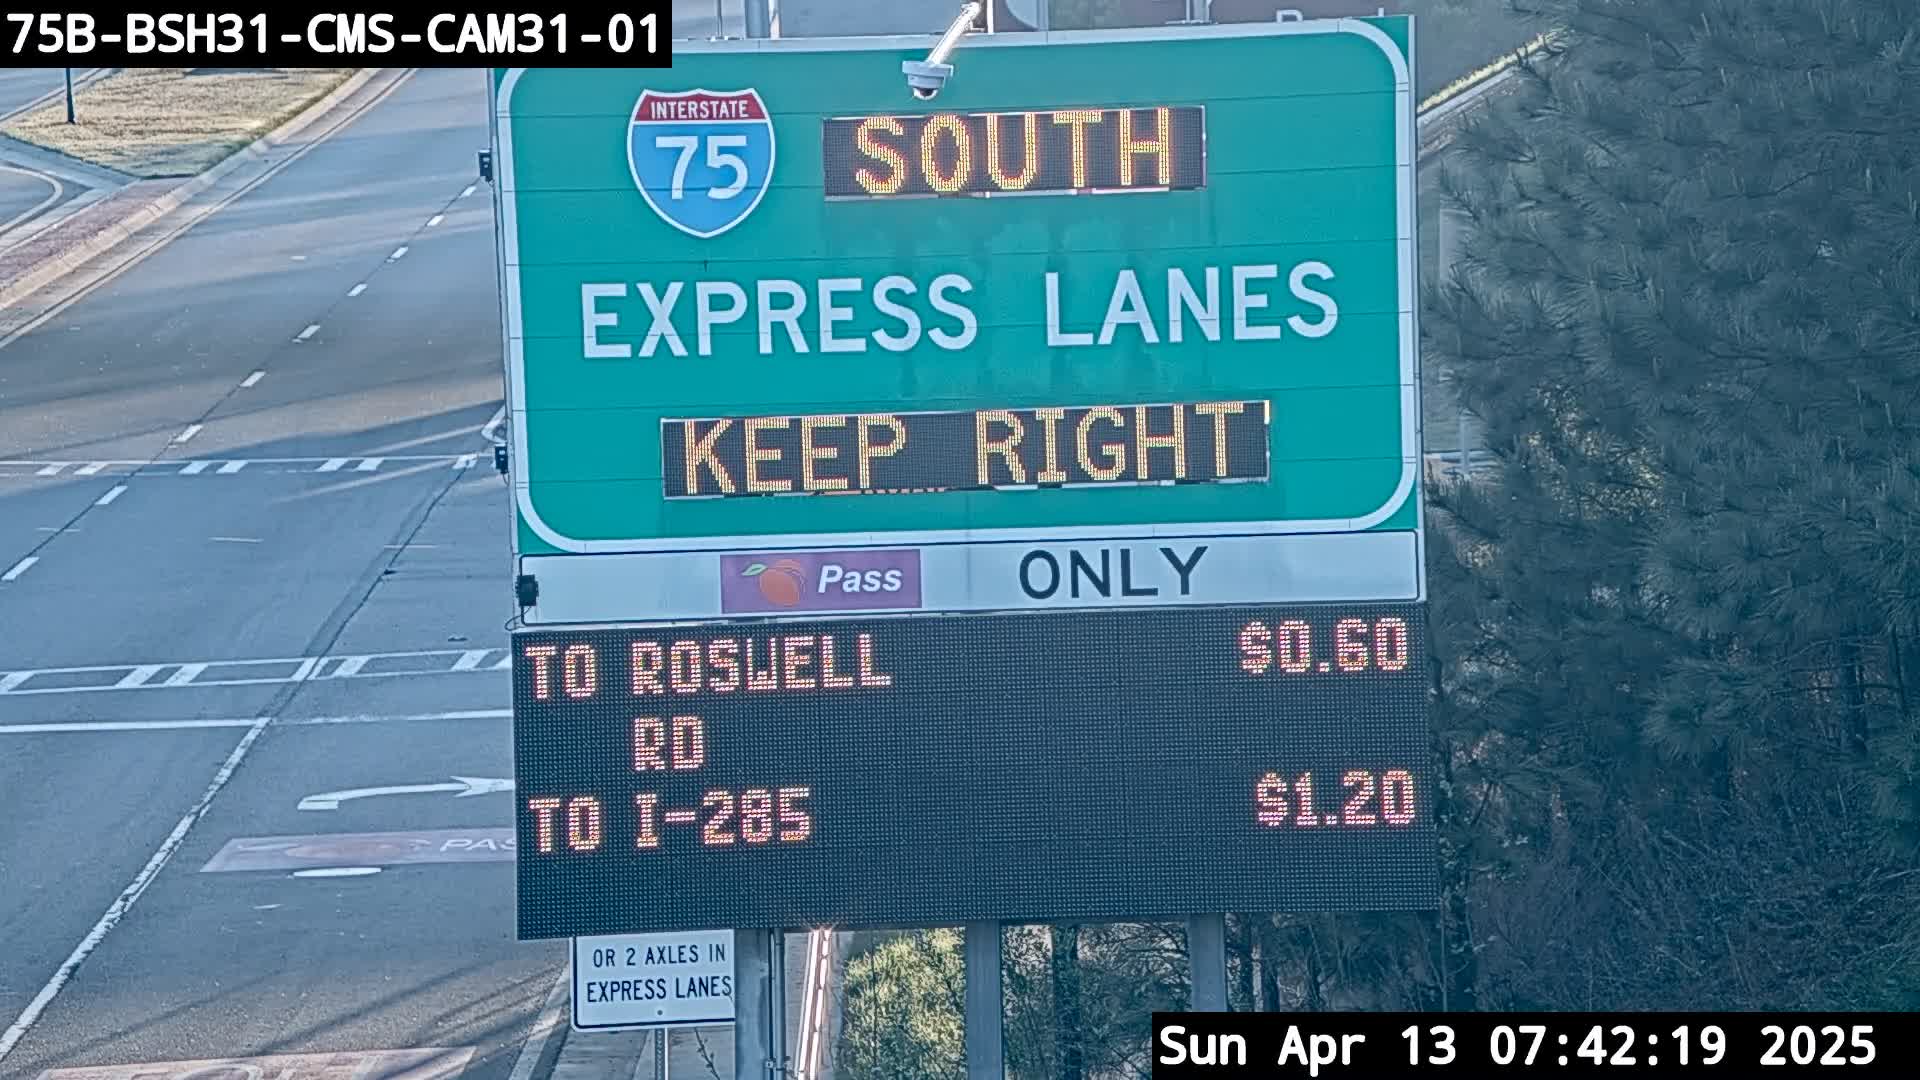 75B-BSH31-CMS-CAM31-01
INTERSTATE
75
SOUTH
EXPRESS LANES
KEEP RIGHT
Pass ONLY
TO ROSWELL $0.60
RD
TO I-285 $1.20
OR 2 AXLES IN
EXPRESS LANES
Sun Apr 13 07:42:19 2025